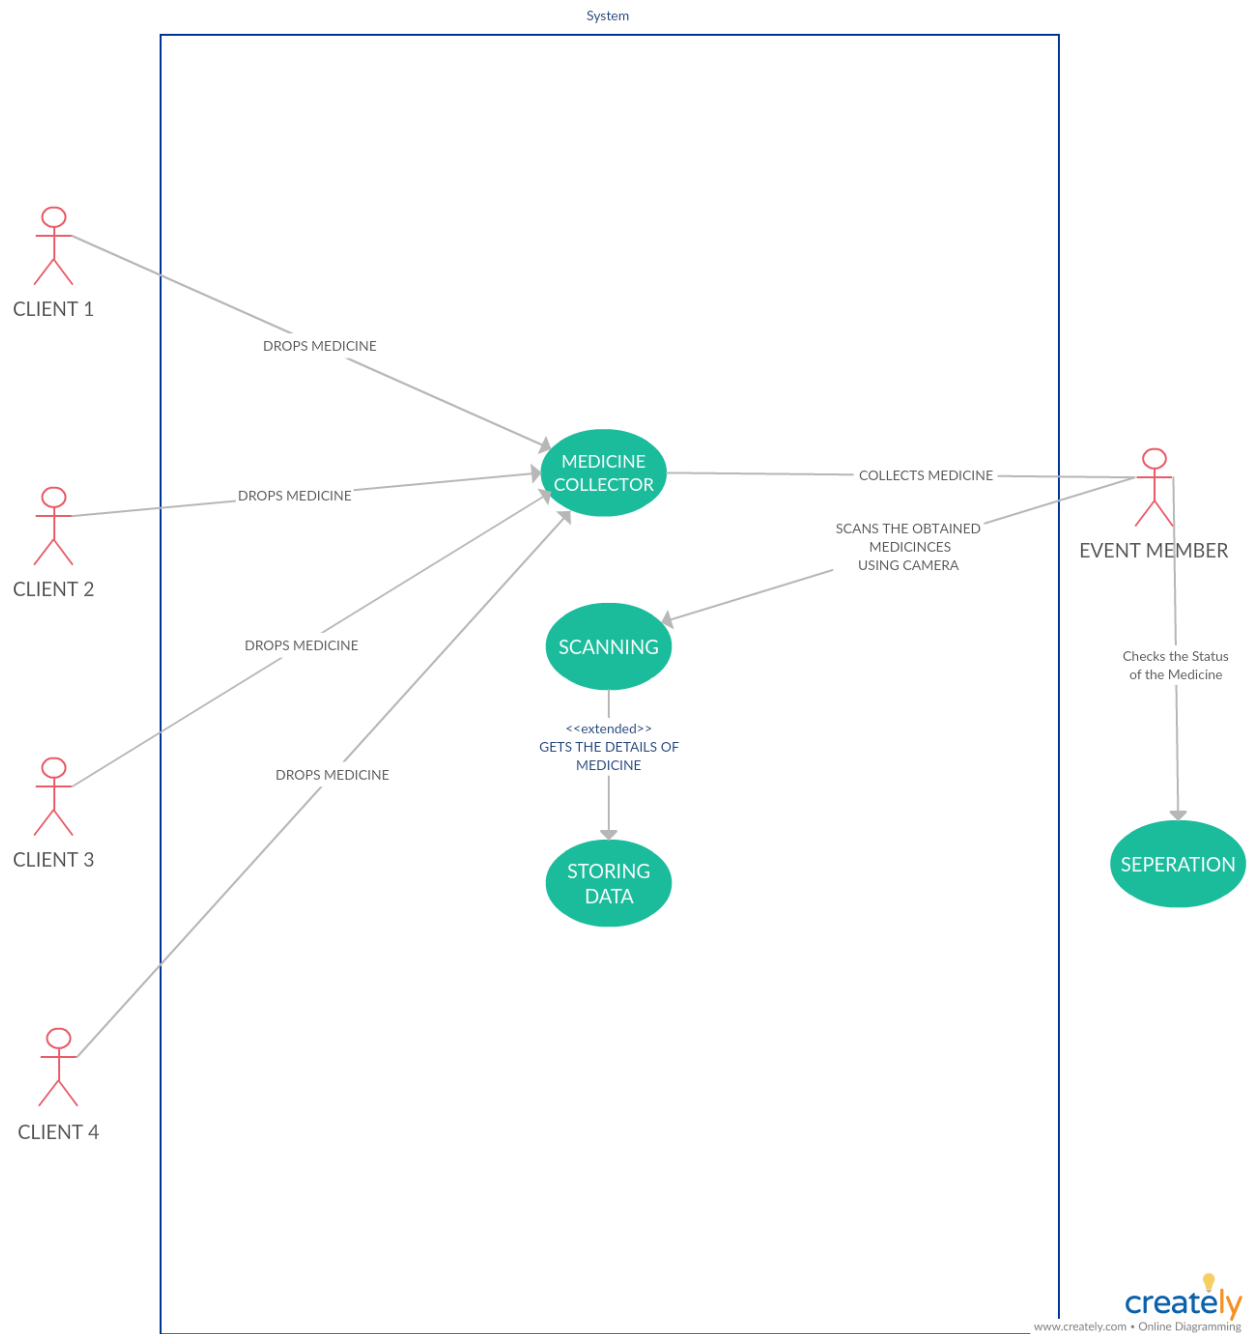 System
CLIENT 1
DROPS MEDICINE
MEDICINE
COLLECTOR
COLLECTS MEDICINE
DROPS MEDICINE
CLIENT 2
SCANS THE OBTAINED
MEDICINCES
USING CAMERA
EVENT MEMBER
DROPS MEDICINE
SCANNING
Checks the Status
of the Medicine
<<extended>>
GETS THE DETAILS OF
MEDICINE
DROPS MEDICINE
CLIENT 3
STORING
DATA
SEPERATION
CLIENT 4
creately
www.creately.com • Online Diagramming